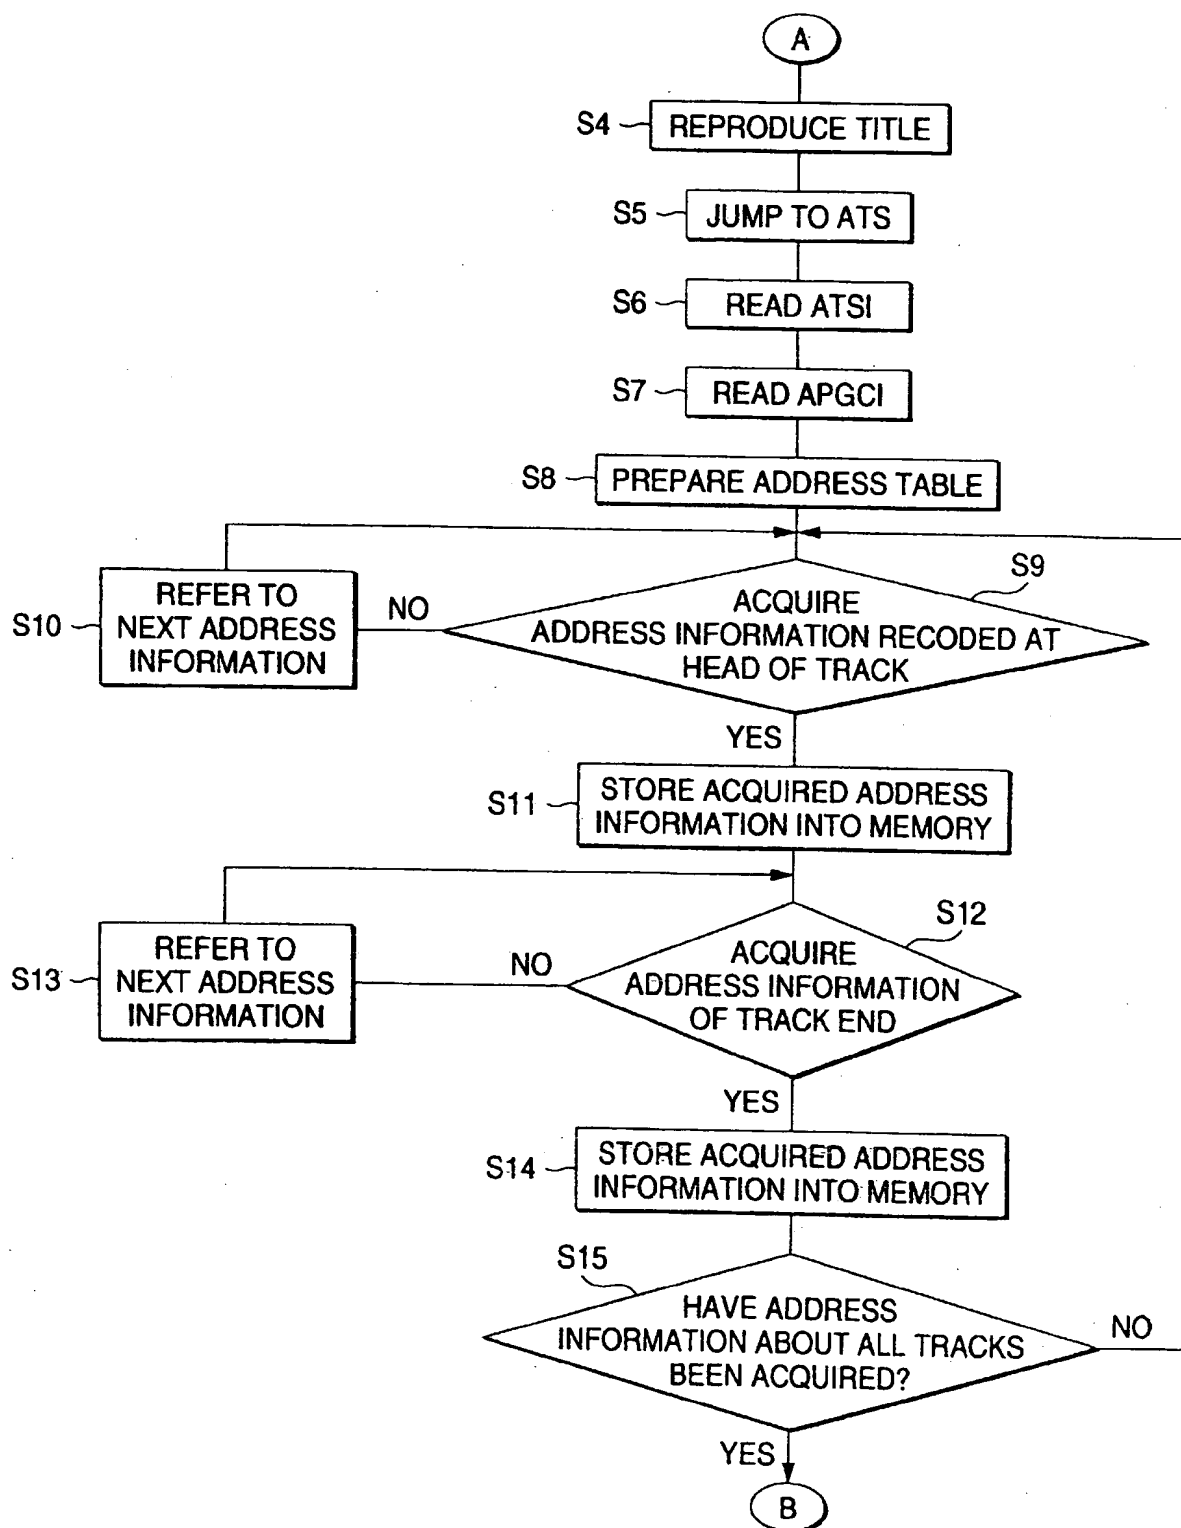 A
S4
REPRODUCE TITLE
S5
JUMP TO ATS
S6
READ ATSI
S7
READ APGCI
S8
PREPARE ADDRESS TABLE
S9
S10
REFER TO
NEXT ADDRESS
INFORMATION
NO
ACQUIRE
ADDRESS INFORMATION RECODED AT
HEAD OF TRACK
YES
S11
STORE ACQUIRED ADDRESS
INFORMATION INTO MEMORY
S12
S13
REFER TO
NEXT ADDRESS
INFORMATION
NO
ACQUIRE
ADDRESS INFORMATION
OF TRACK END
YES
S14
STORE ACQUIRED ADDRESS
INFORMATION INTO MEMORY
S15
HAVE ADDRESS
INFORMATION ABOUT ALL TRACKS
BEEN ACQUIRED?
NO
YES
B